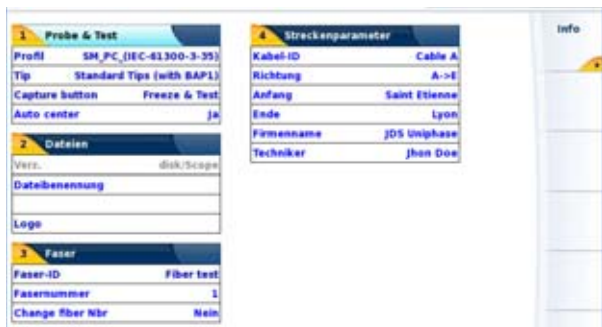 1 Probe & Test
Profil SM_PC_(IEC-61300-3-35)
Tip Standard Tips (with BAP1)
Capture button Freeze & Test
Auto center Ja
2 Dateien
Verz. disk/Scope
Dateibenennung
Logo
3 Faser
Faser-ID Fiber test
Fasernummer 1
Change fiber Nbr Nein
4 Streckenparameter
Kabel-ID Cable A
Richtung A->E
Anfang Saint Etienne
Ende Lyon
Firmenname JDS Uniphase
Techniker Jhon Doe
Info